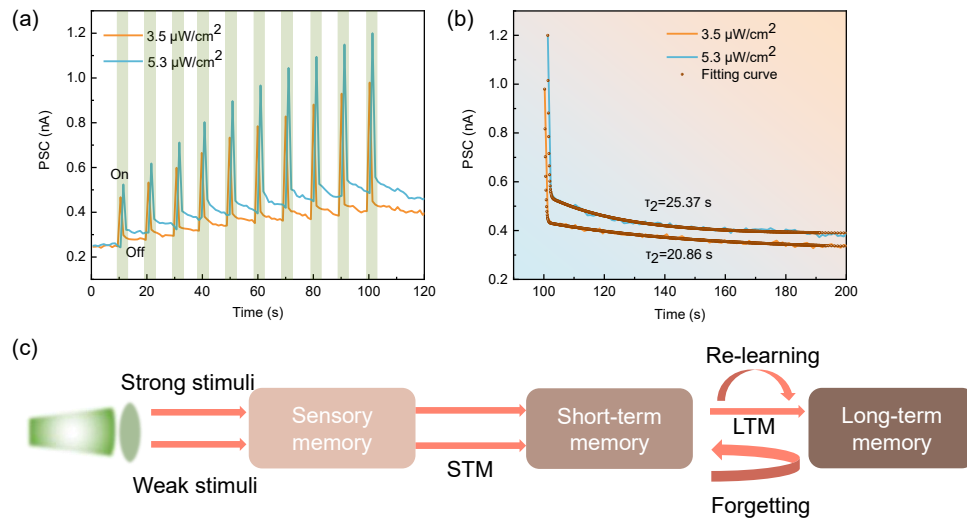 (a)
3.5 μW/cm²
5.3 μW/cm²
On
Off
PSC (nA)
1.2
1.0
0.8
0.6
0.4
0.2
0 20 40 60 80 100 120
Time (s)
(b)
3.5 μW/cm²
5.3 μW/cm²
Fitting curve
τ2=25.37 s
τ2=20.86 s
PSC (nA)
1.2
1.0
0.8
0.6
0.4
0.2
100 120 140 160 180 200
Time (s)
(c)
Strong stimuli
Weak stimuli
Sensory
memory
STM
Short-term
memory
Re-learning
LTM
Forgetting
Long-term
memory